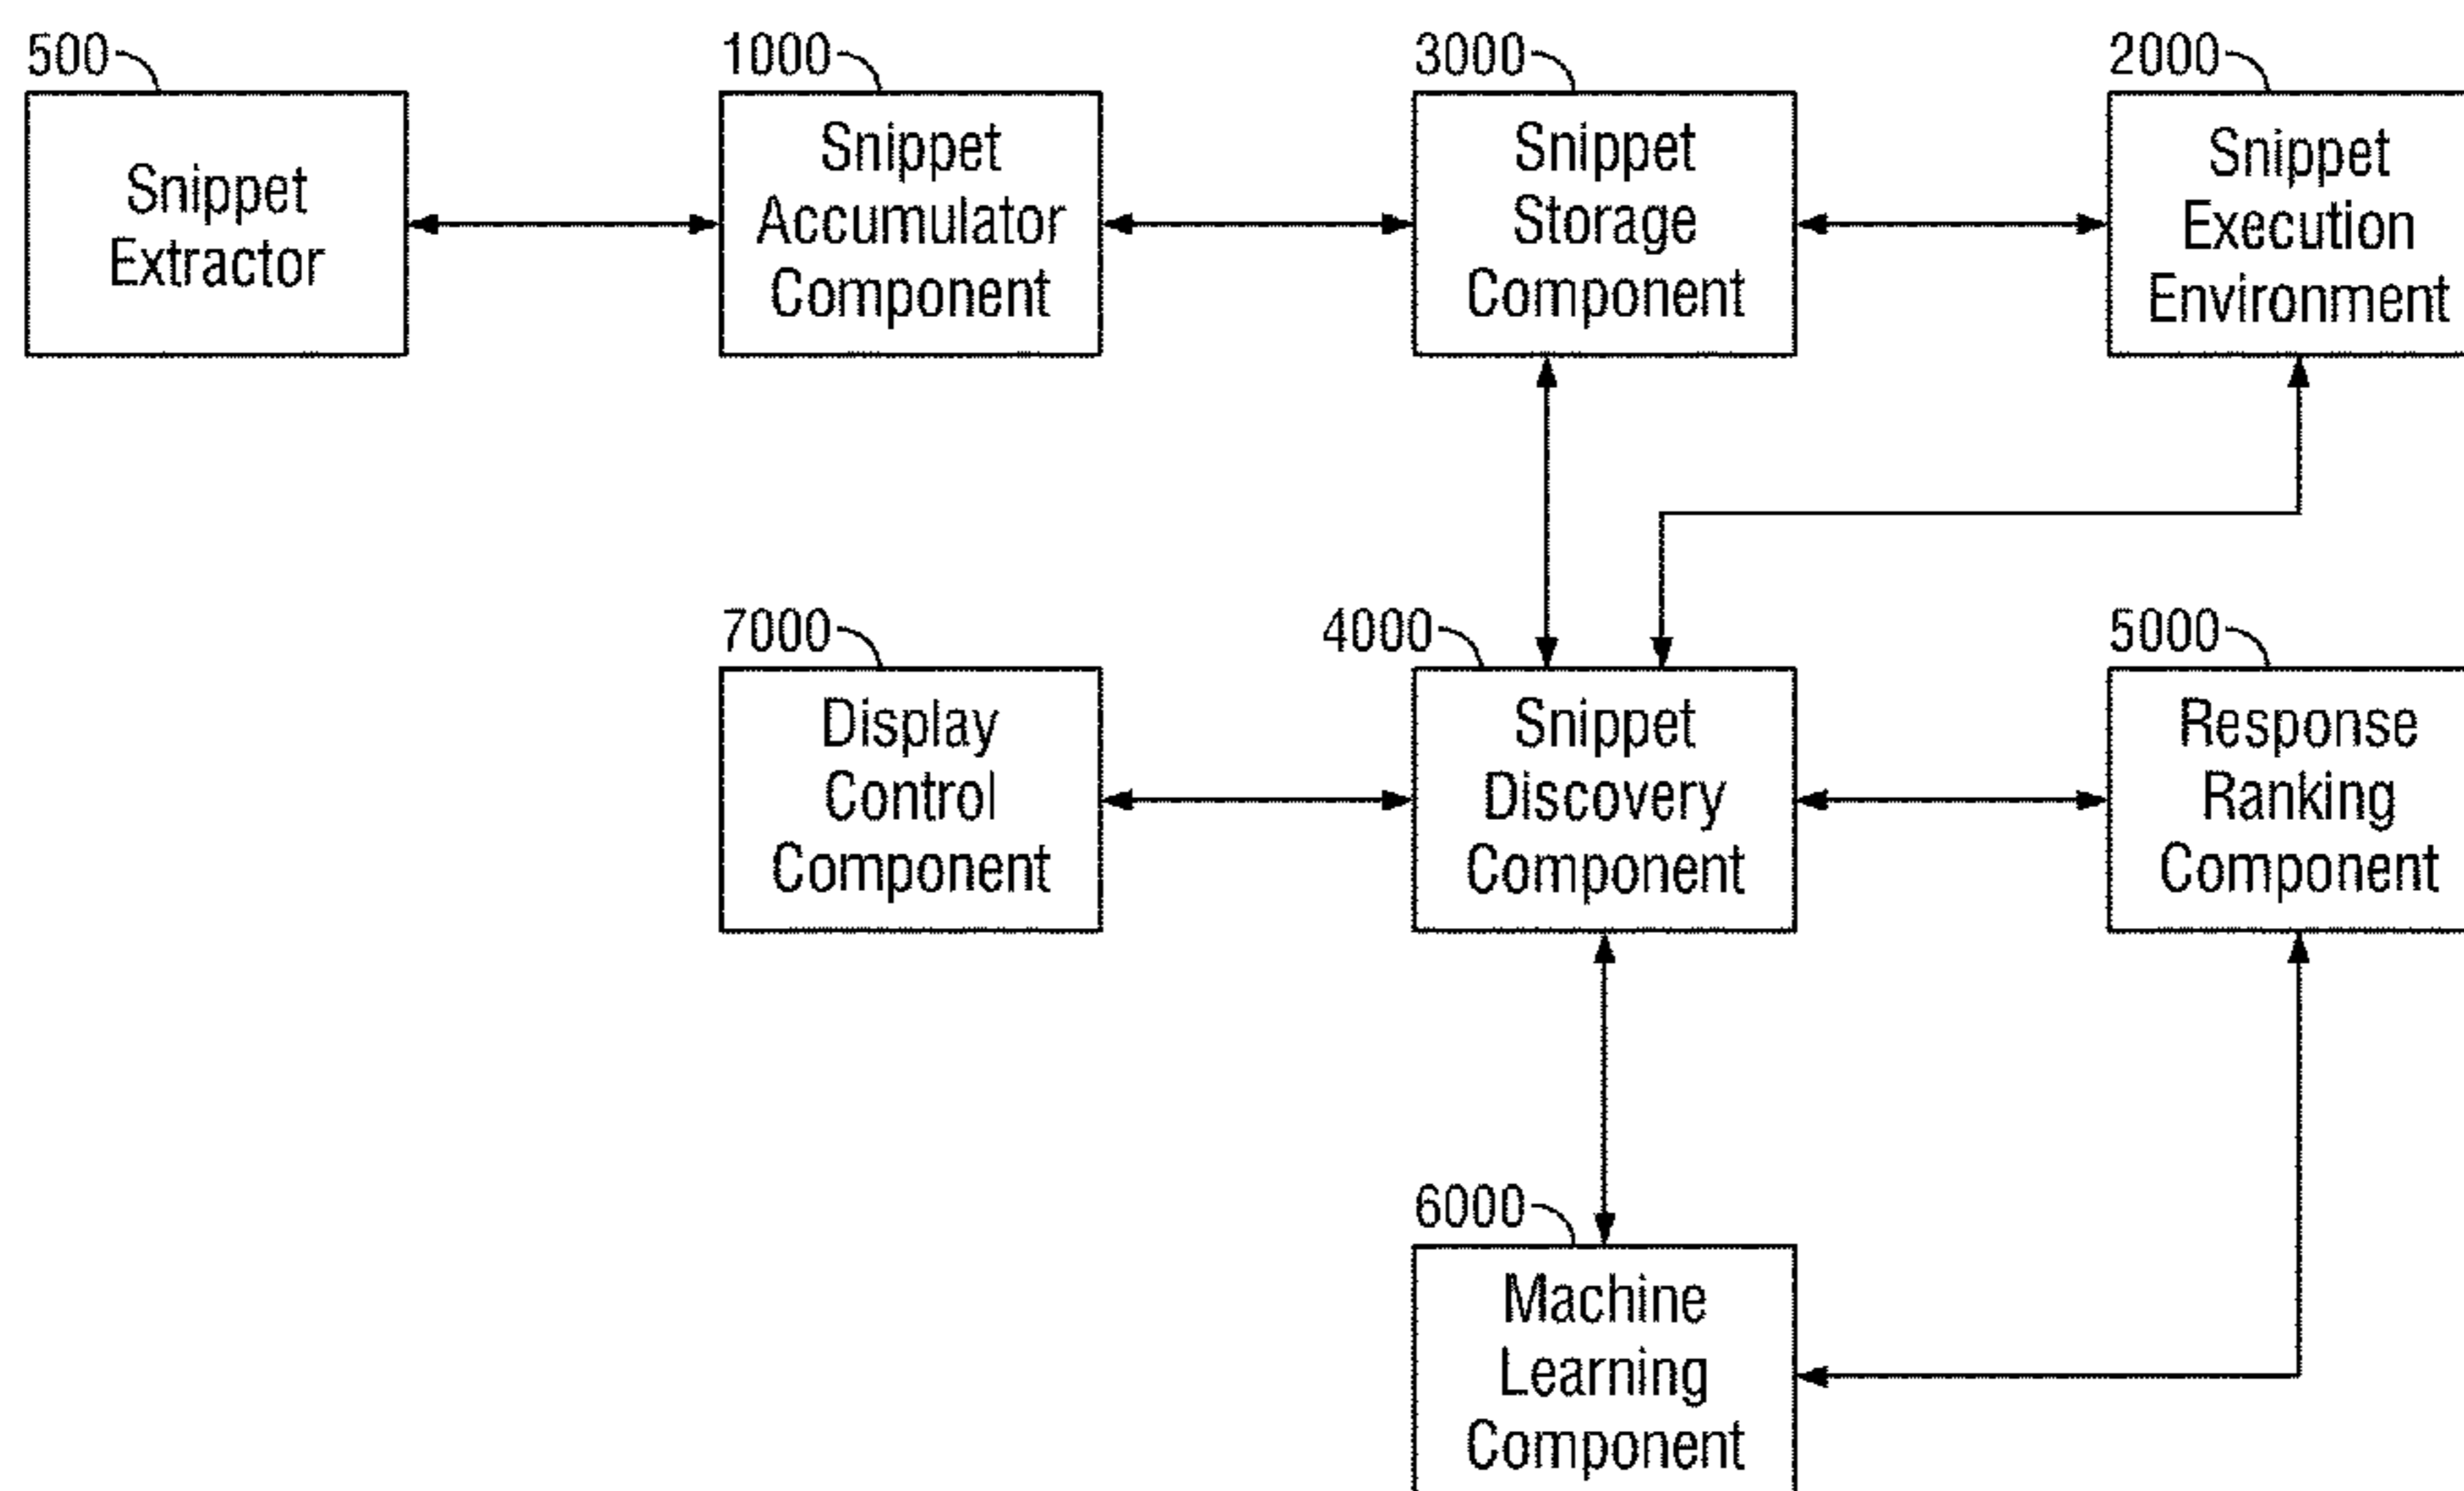 500
Snippet
Extractor
1000
Snippet
Accumulator
Component
3000
Snippet
Storage
Component
2000
Snippet
Execution
Environment
7000
Display
Control
Component
4000
Snippet
Discovery
Component
5000
Response
Ranking
Component
6000
Machine
Learning
Component